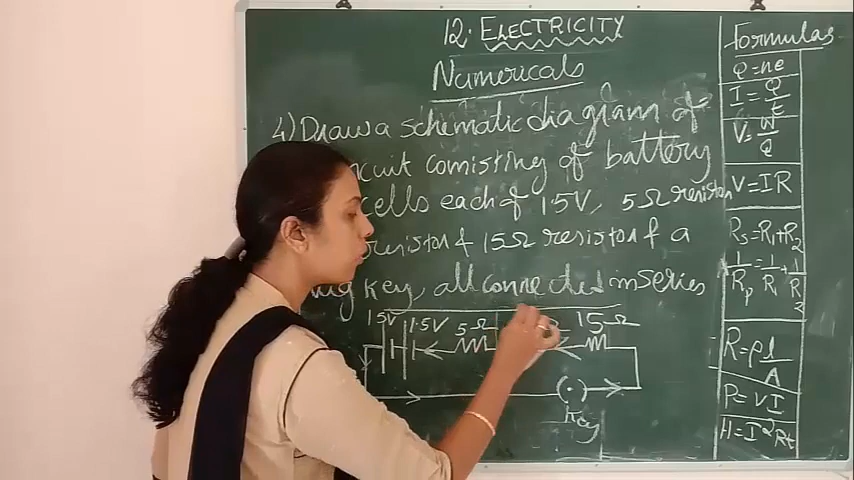 12. ELECTRICITY
Numericals
4) Draw a schematic diagram of
cuit comisting of battery
cells each of 1.5V, 5Ω resistor
resistor & 15Ω resistor & a
key, all connected in series
1.5V 1.5V 5Ω 15Ω
Key
Formulas
Q=ne
I=Q/t
V=W/Q
V=IR
Rs=R1+R2
1/Rp=1/R1+1/R2
R=ρl/A
P=VI
H=I²Rt